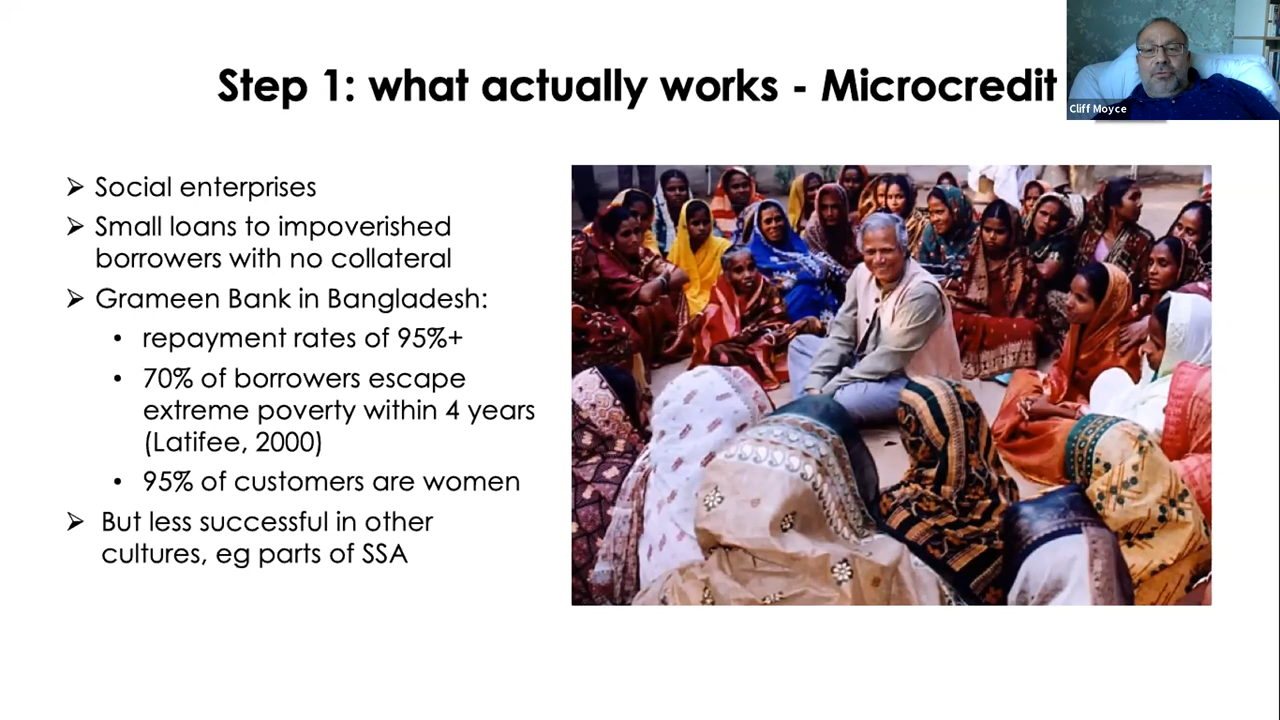 Step 1: what actually works - Microcredit
Cliff Moyce
➢ Social enterprises
➢ Small loans to impoverished
borrowers with no collateral
➢ Grameen Bank in Bangladesh:
• repayment rates of 95%+
• 70% of borrowers escape
extreme poverty within 4 years
(Latifee, 2000)
• 95% of customers are women
➢ But less successful in other
cultures, eg parts of SSA